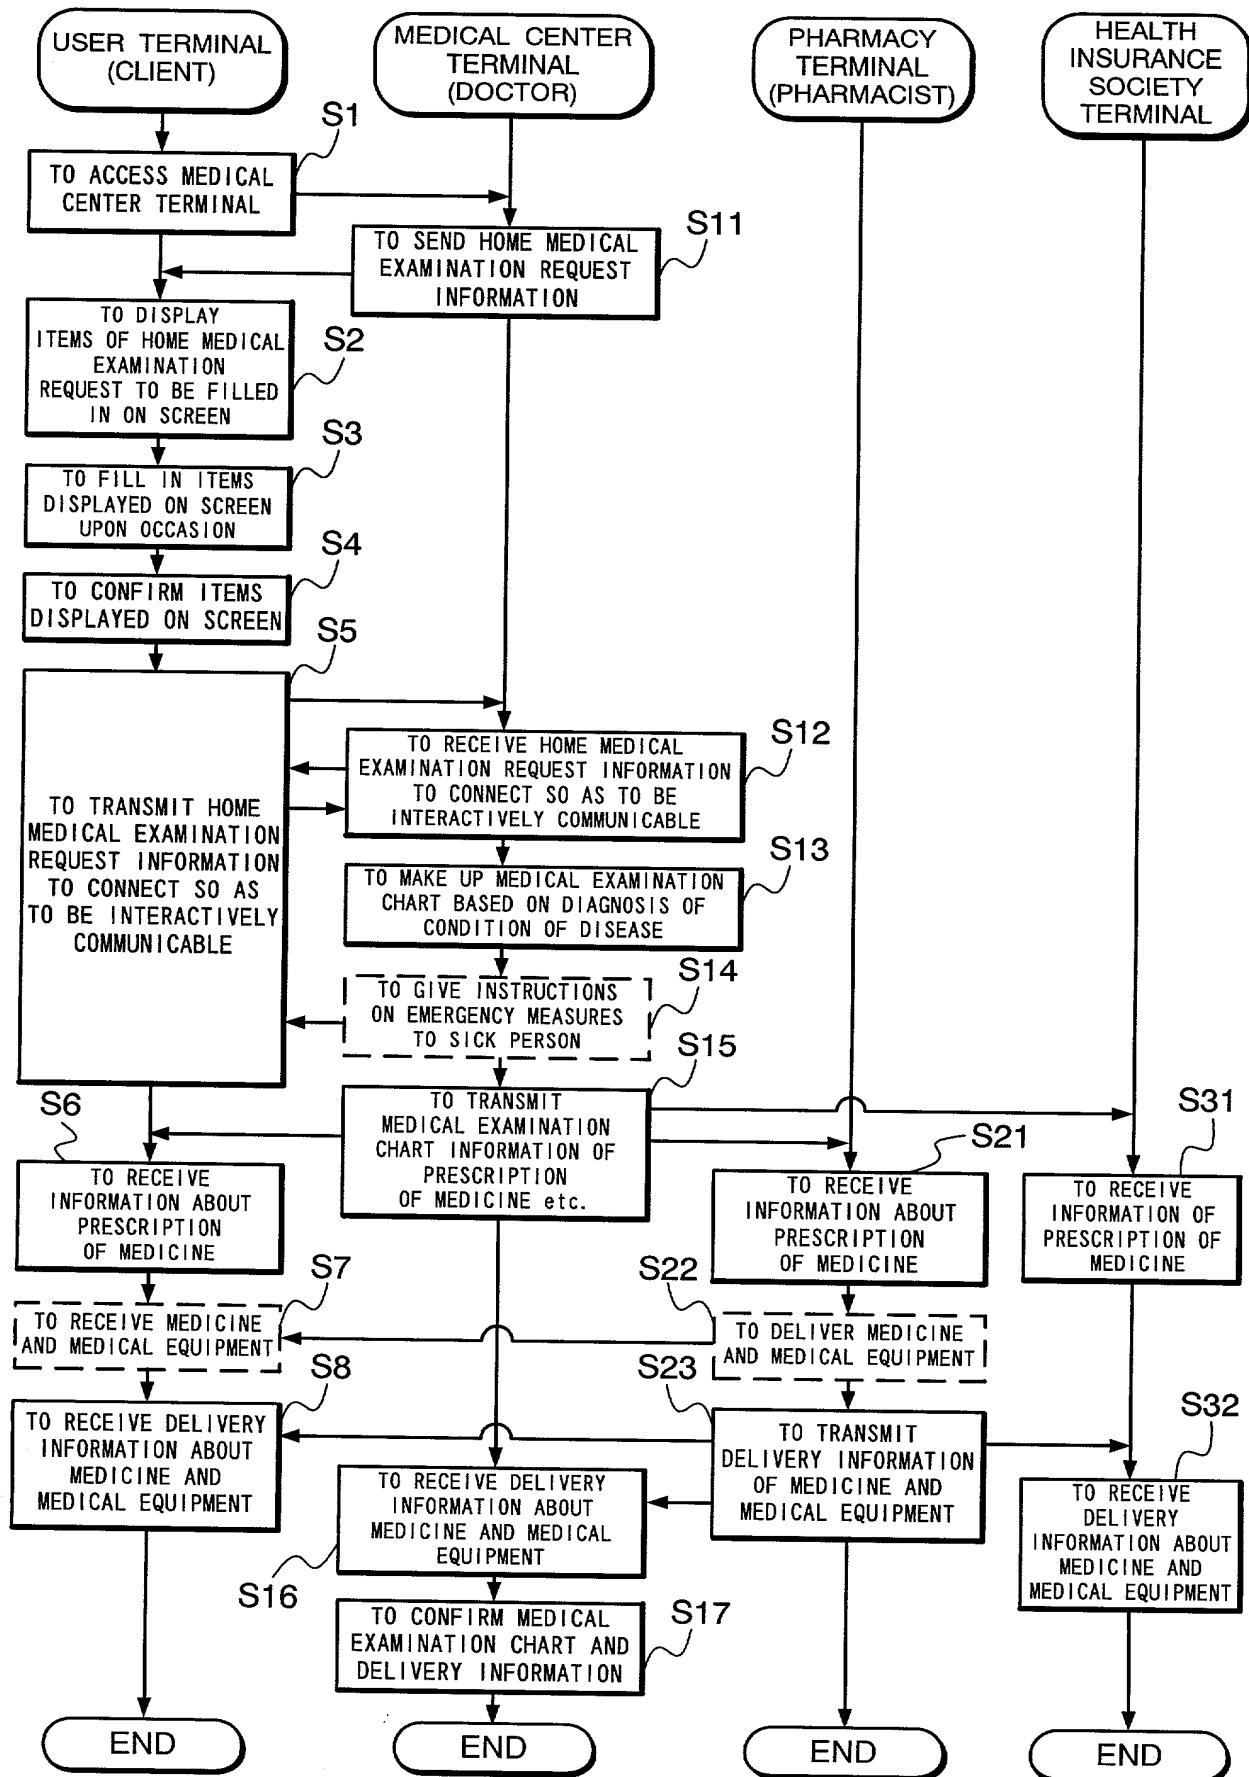 USER TERMINAL
(CLIENT)
MEDICAL CENTER
TERMINAL
(DOCTOR)
PHARMACY
TERMINAL
(PHARMACIST)
HEALTH
INSURANCE
SOCIETY
TERMINAL
S1
TO ACCESS MEDICAL
CENTER TERMINAL
S11
TO SEND HOME MEDICAL
EXAMINATION REQUEST
INFORMATION
S2
TO DISPLAY
ITEMS OF HOME MEDICAL
EXAMINATION
REQUEST TO BE FILLED
IN ON SCREEN
S3
TO FILL IN ITEMS
DISPLAYED ON SCREEN
UPON OCCASION
S4
TO CONFIRM ITEMS
DISPLAYED ON SCREEN
S5
TO TRANSMIT HOME
MEDICAL EXAMINATION
REQUEST INFORMATION
TO CONNECT SO AS
TO BE INTERACTIVELY
COMMUNICABLE
S12
TO RECEIVE HOME MEDICAL
EXAMINATION REQUEST INFORMATION
TO CONNECT SO AS TO BE
INTERACTIVELY COMMUNICABLE
S13
TO MAKE UP MEDICAL EXAMINATION
CHART BASED ON DIAGNOSIS OF
CONDITION OF DISEASE
S14
TO GIVE INSTRUCTIONS
ON EMERGENCY MEASURES
TO SICK PERSON
S15
TO TRANSMIT
MEDICAL EXAMINATION
CHART INFORMATION OF
PRESCRIPTION
OF MEDICINE etc.
S6
TO RECEIVE
INFORMATION ABOUT
PRESCRIPTION
OF MEDICINE
S21
TO RECEIVE
INFORMATION ABOUT
PRESCRIPTION
OF MEDICINE
S31
TO RECEIVE
INFORMATION OF
PRESCRIPTION OF
MEDICINE
S7
TO RECEIVE MEDICINE
AND MEDICAL EQUIPMENT
S22
TO DELIVER MEDICINE
AND MEDICAL EQUIPMENT
S8
TO RECEIVE DELIVERY
INFORMATION ABOUT
MEDICINE AND
MEDICAL EQUIPMENT
S23
TO TRANSMIT
DELIVERY INFORMATION
OF MEDICINE AND
MEDICAL EQUIPMENT
S16
TO RECEIVE DELIVERY
INFORMATION ABOUT
MEDICINE AND MEDICAL
EQUIPMENT
S32
TO RECEIVE
DELIVERY
INFORMATION ABOUT
MEDICINE AND
MEDICAL EQUIPMENT
S17
TO CONFIRM MEDICAL
EXAMINATION CHART AND
DELIVERY INFORMATION
END
END
END
END